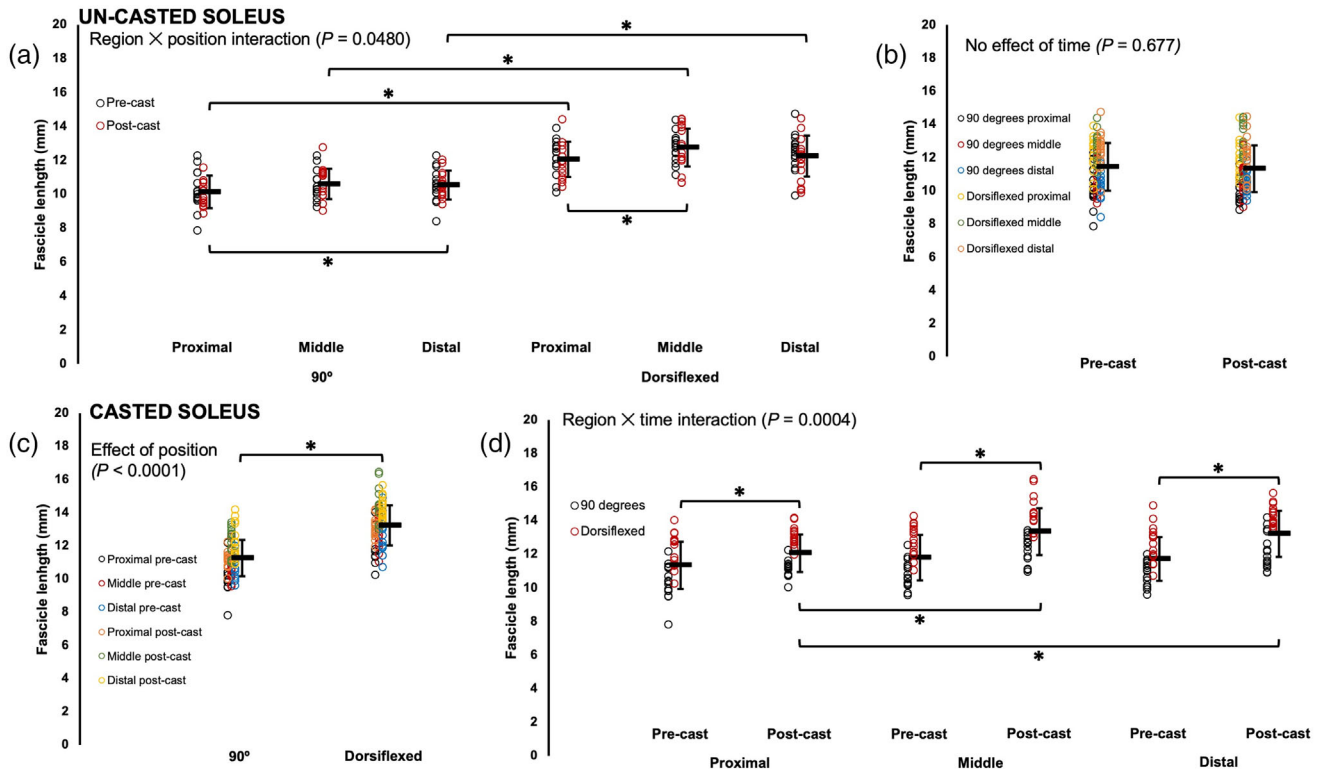 UN-CASTED SOLEUS
(a)
Region × position interaction (P = 0.0480)
Pre-cast
Post-cast
Fascicle lenhgth (mm)
20
18
16
14
12
10
8
6
4
2
0
*
*
*
*
*
Proximal Middle Distal Proximal Middle Distal
90º Dorsiflexed
(b)
No effect of time (P = 0.677)
90 degrees proximal
90 degrees middle
90 degrees distal
Dorsiflexed proximal
Dorsiflexed middle
Dorsiflexed distal
Fascicle length (mm)
20
18
16
14
12
10
8
6
4
2
0
Pre-cast Post-cast
CASTED SOLEUS
(c)
Effect of position
(P < 0.0001)
*
Proximal pre-cast
Middle pre-cast
Distal pre-cast
Proximal post-cast
Middle post-cast
Distal post-cast
Fascicle lenhgth (mm)
20
18
16
14
12
10
8
6
4
2
0
90º Dorsiflexed
(d)
Region × time interaction (P = 0.0004)
90 degrees
Dorsiflexed
Fascicle length (mm)
20
18
16
14
12
10
8
6
4
2
0
*
*
*
*
*
Pre-cast Post-cast Pre-cast Post-cast Pre-cast Post-cast
Proximal Middle Distal